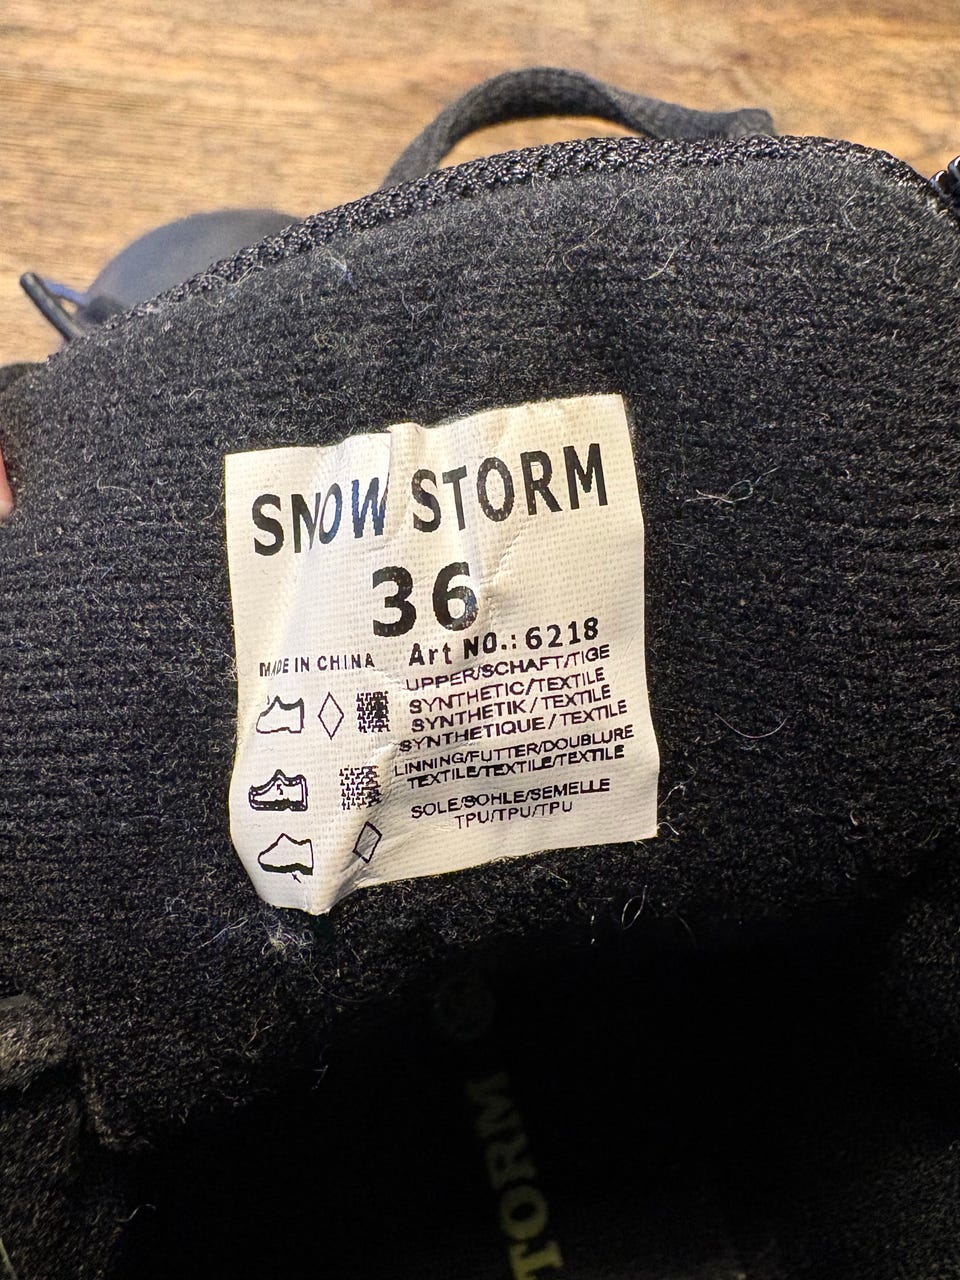 SNOW STORM
36
Art NO.: 6218
MADE IN CHINA
UPPER/SCHAFT/TIGE
SYNTHETIC/TEXTILE
SYNTHETIK/TEXTILE
SYNTHETIQUE/TEXTILE
LINNING/FUTTER/DOUBLURE
TEXTILE/TEXTILE/TEXTILE
SOLE/SOHLE/SEMELLE
TPU/TPU/TPU
TORM